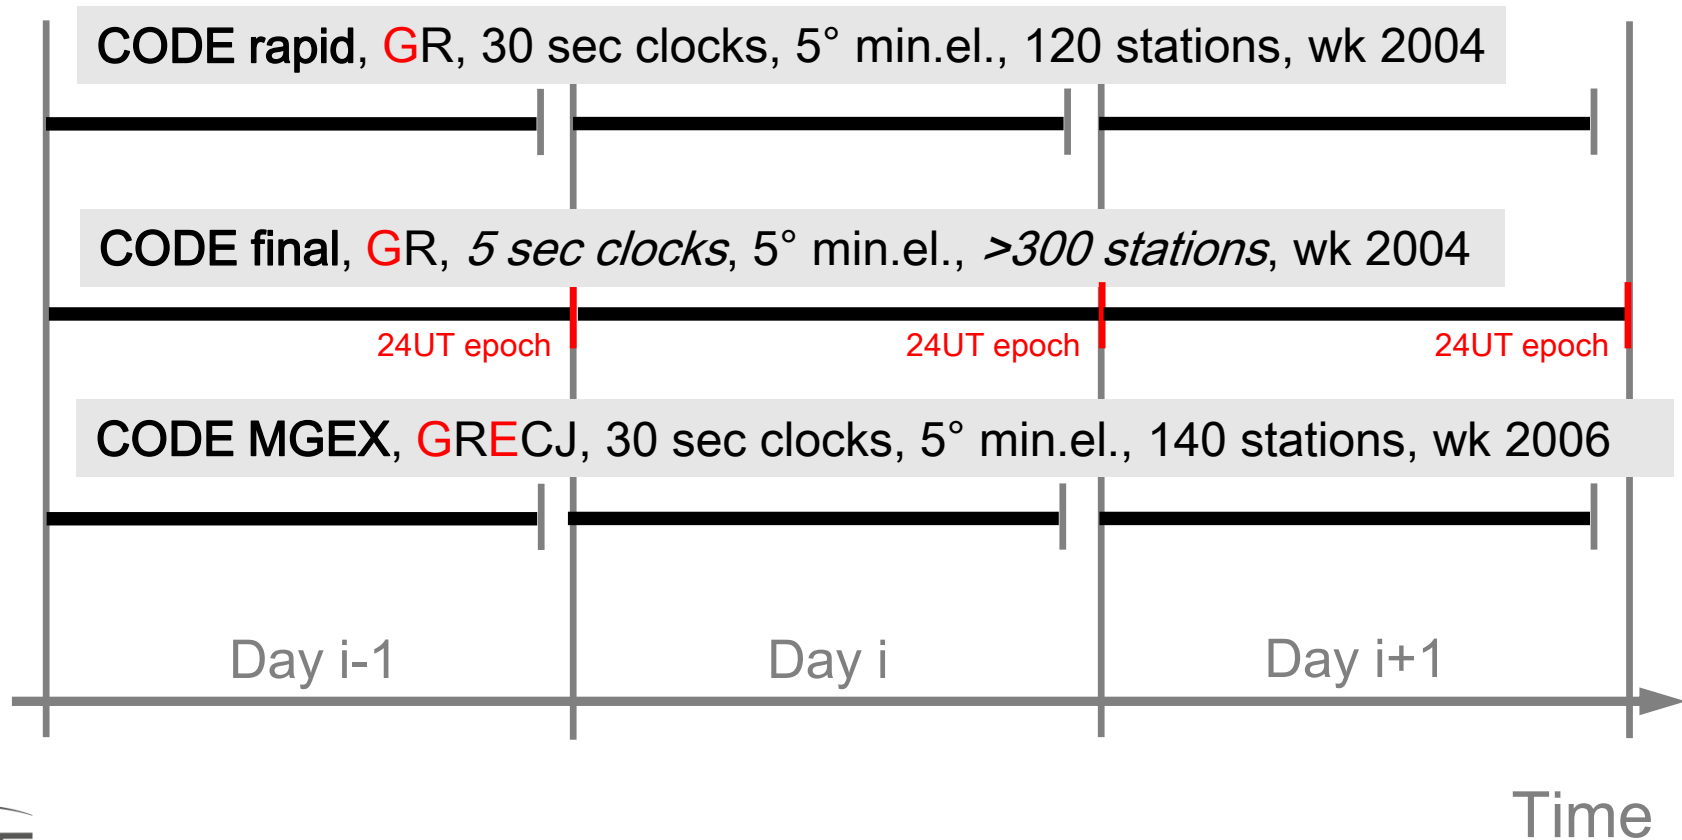 CODE rapid, GR, 30 sec clocks, 5° min.el., 120 stations, wk 2004
CODE final, GR, 5 sec clocks, 5° min.el., >300 stations, wk 2004
24UT epoch 24UT epoch 24UT epoch
CODE MGEX, GRECJ, 30 sec clocks, 5° min.el., 140 stations, wk 2006
Day i-1 Day i Day i+1
Time